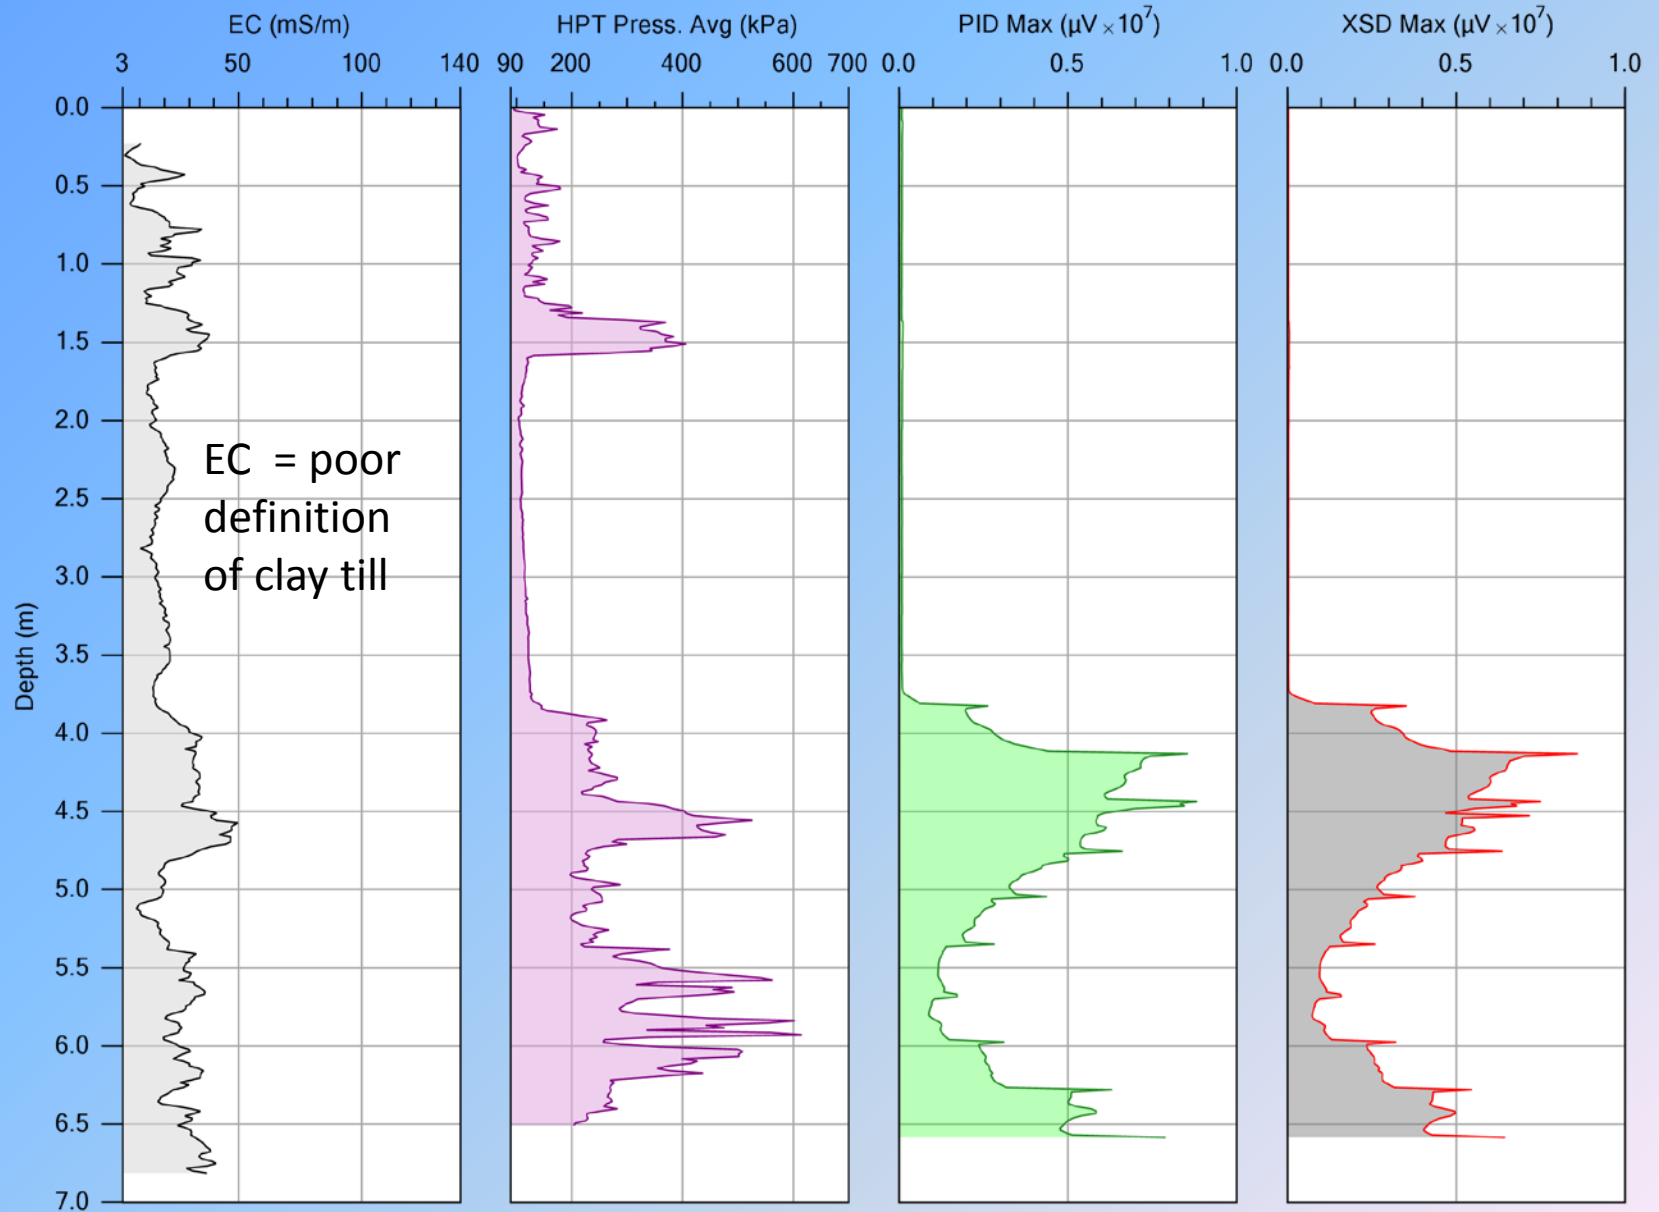 EC (mS/m) HPT Press. Avg (kPa) PID Max (µV ×10⁷) XSD Max (µV ×10⁷)
3 50 100 140 90 200 400 600 700 0.0 0.5 1.0 0.0 0.5 1.0
0.0
0.5
1.0
1.5
2.0
EC = poor
2.5
definition
of clay till
3.0
Depth (m)
3.5
4.0
4.5
5.0
5.5
6.0
6.5
7.0